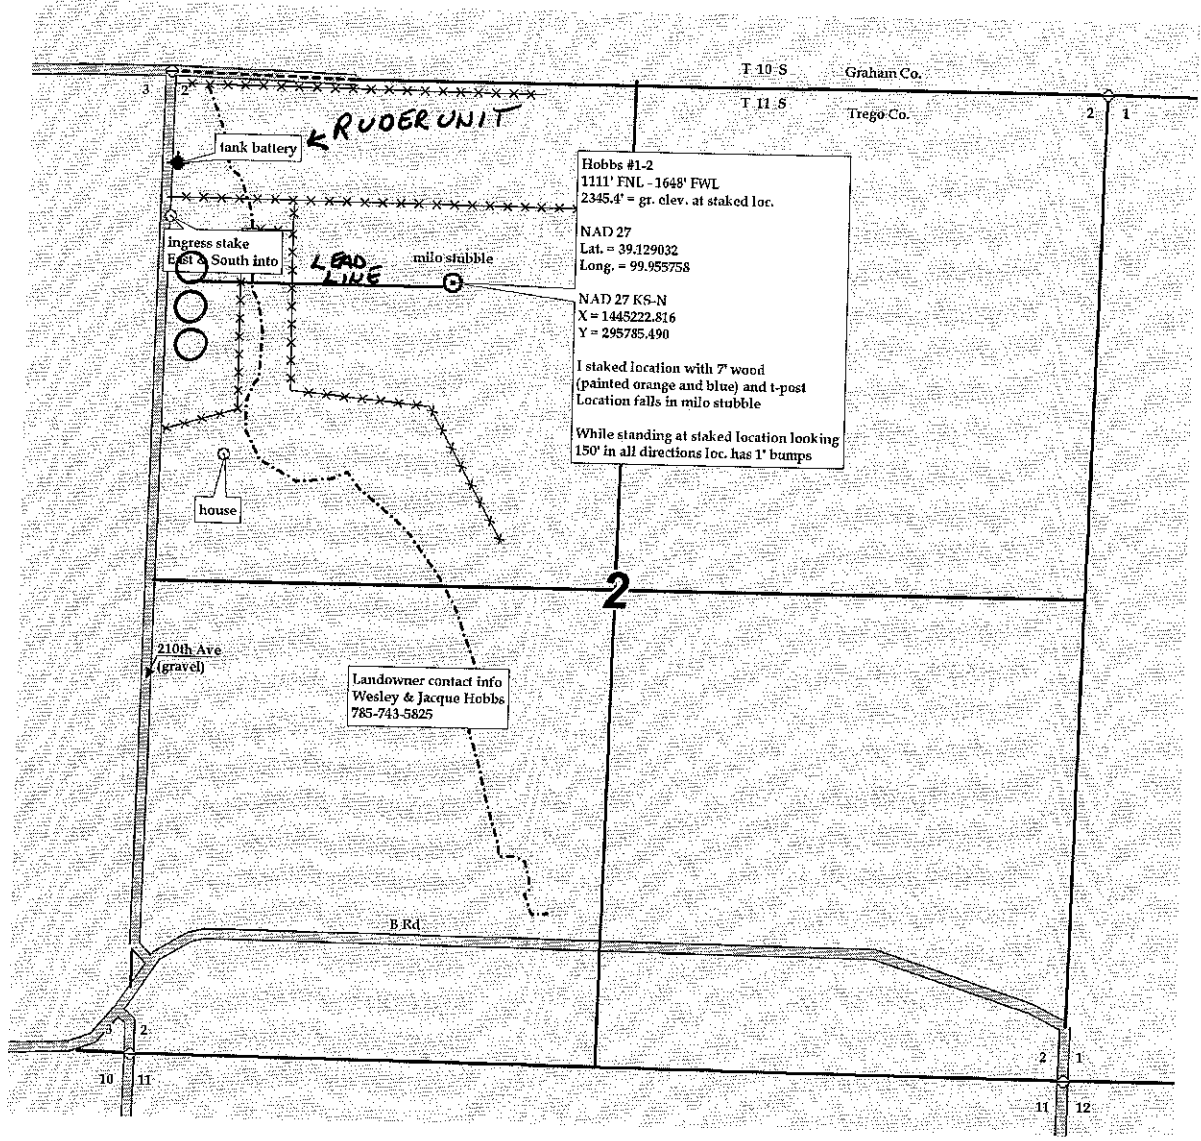 T 10 S Graham Co.
3 2
T 11 S Trego Co.
2 1
RUDER UNIT
tank battery
Hobbs #1-2
1111' FNL - 1648' FWL
2345.4' = gr. elev. at staked loc.
NAD 27
Lat. = 39.129032
Long. = 99.955758
NAD 27 KS-N
X = 1445222.816
Y = 295785.490
I staked location with 7' wood
(painted orange and blue) and t-post
Location falls in milo stubble
While standing at staked location looking
150' in all directions loc. has 1' bumps
ingress stake
East & South into
LEAD
LINE
milo stubble
house
2
210th Ave
(gravel)
Landowner contact info
Wesley & Jacque Hobbs
785-743-5825
B Rd
3 2
10 11
2 1
11 12